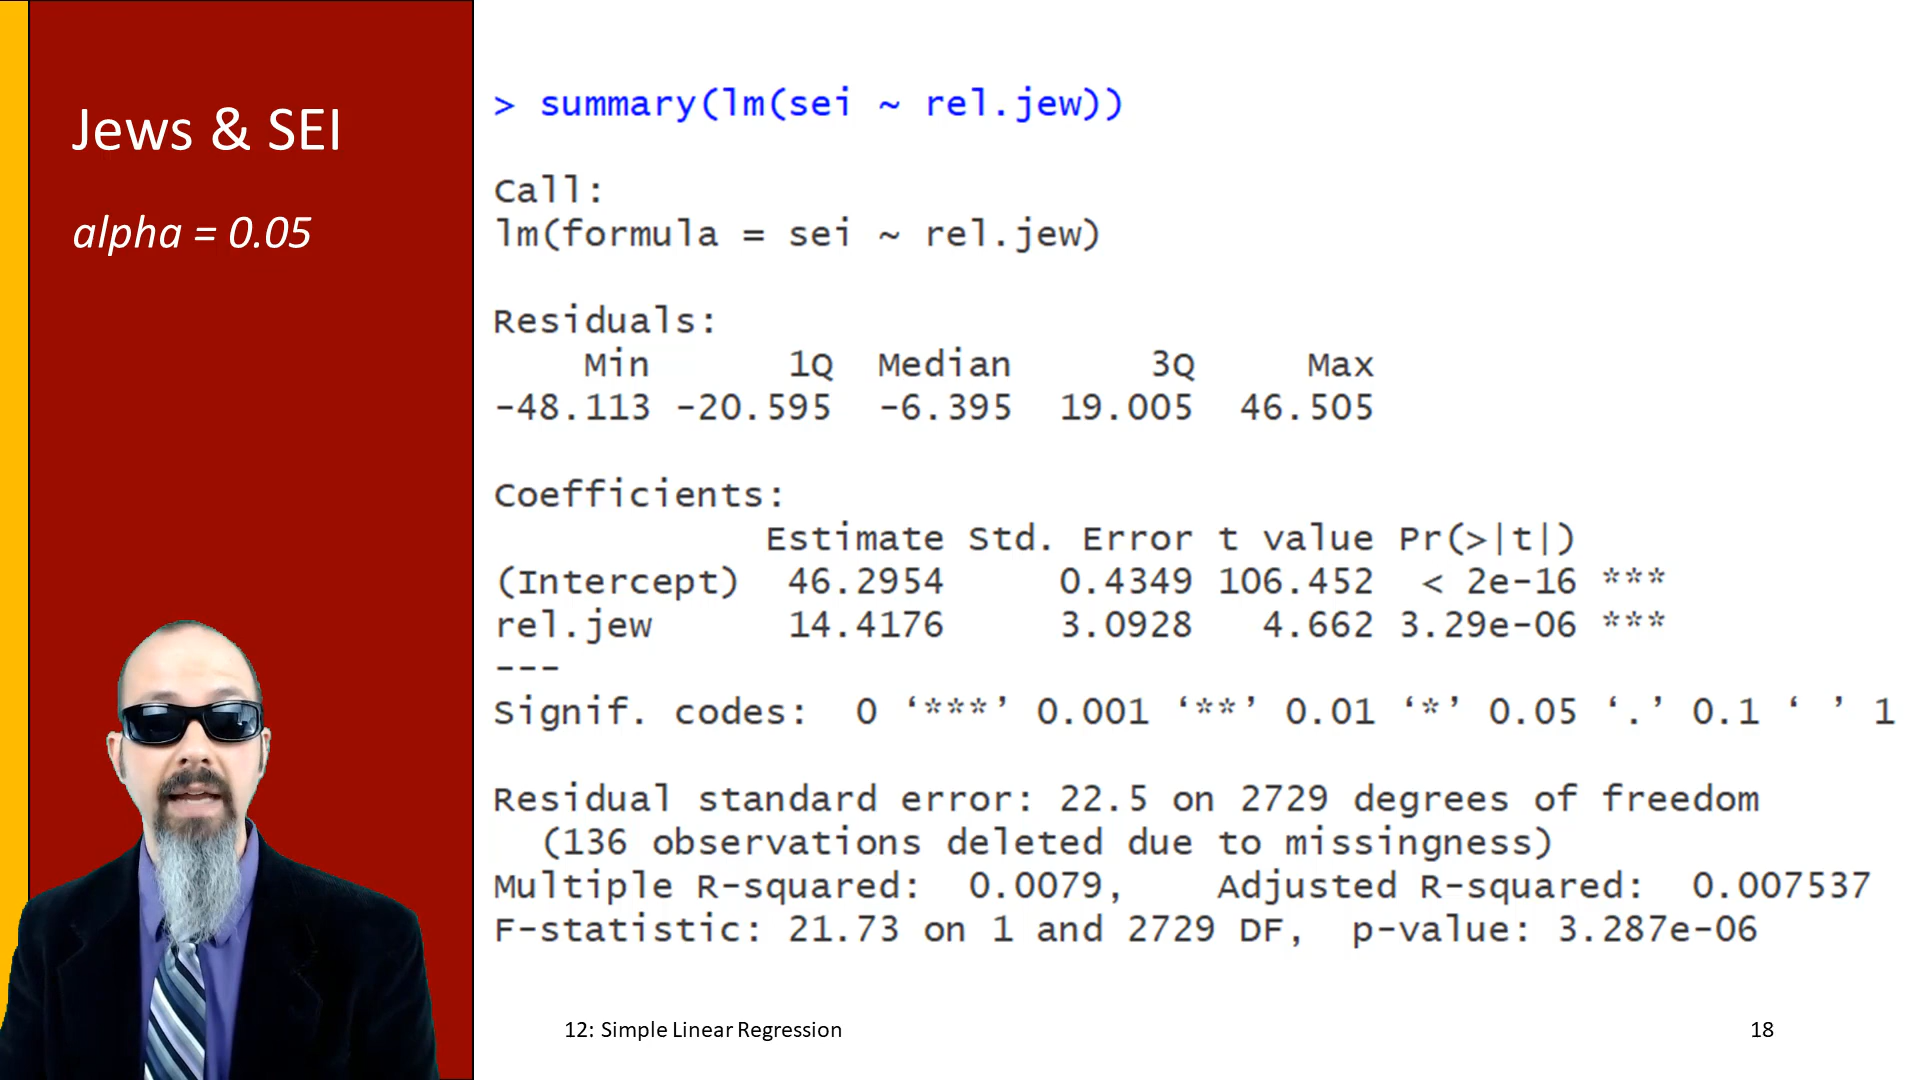 Jews & SEI
alpha = 0.05
> summary(lm(sei ~ rel.jew))
Call:
lm(formula = sei ~ rel.jew)
Residuals:
Min 1Q Median 3Q Max
-48.113 -20.595 -6.395 19.005 46.505
Coefficients:
Estimate Std. Error t value Pr(>|t|)
(Intercept) 46.2954 0.4349 106.452 < 2e-16 ***
rel.jew 14.4176 3.0928 4.662 3.29e-06 ***
---
Signif. codes: 0 ‘***’ 0.001 ‘**’ 0.01 ‘*’ 0.05 ‘.’ 0.1 ‘ ’ 1
Residual standard error: 22.5 on 2729 degrees of freedom
(136 observations deleted due to missingness)
Multiple R-squared: 0.0079, Adjusted R-squared: 0.007537
F-statistic: 21.73 on 1 and 2729 DF, p-value: 3.287e-06
12: Simple Linear Regression
18